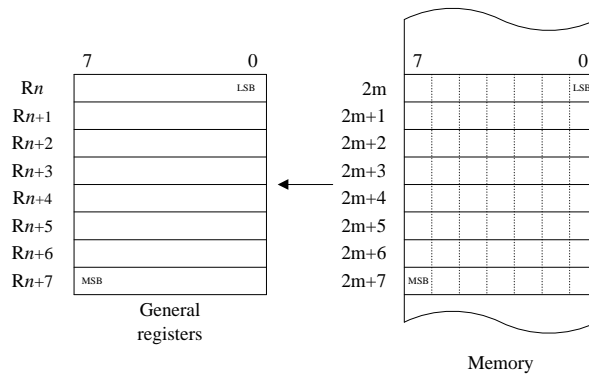 7 0
7 0
Rn LSB
2m LSB
Rn+1
2m+1
Rn+2
2m+2
Rn+3
2m+3
Rn+4
2m+4
Rn+5
2m+5
Rn+6
2m+6
Rn+7 MSB
2m+7 MSB
General
registers
Memory